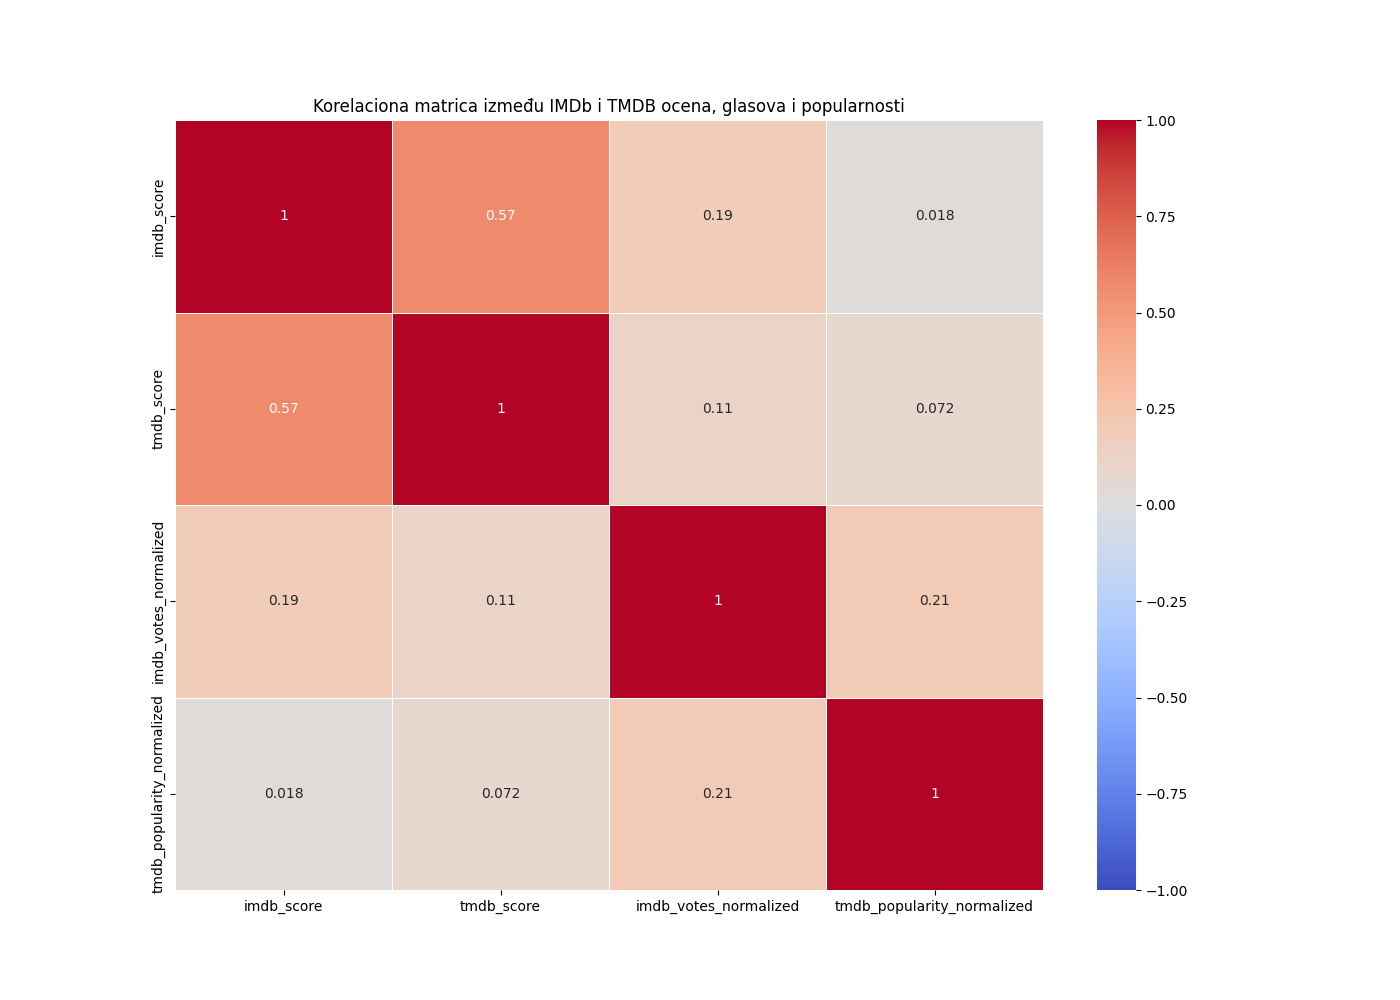 Korelaciona matrica između IMDb i TMDB ocena, glasova i popularnosti
imdb_score
1
0.57
0.19
0.018
tmdb_score
0.57
1
0.11
0.072
imdb_votes_normalized
0.19
0.11
1
0.21
tmdb_popularity_normalized
0.018
0.072
0.21
1
imdb_score
tmdb_score
imdb_votes_normalized
tmdb_popularity_normalized
1.00
0.75
0.50
0.25
0.00
−0.25
−0.50
−0.75
−1.00